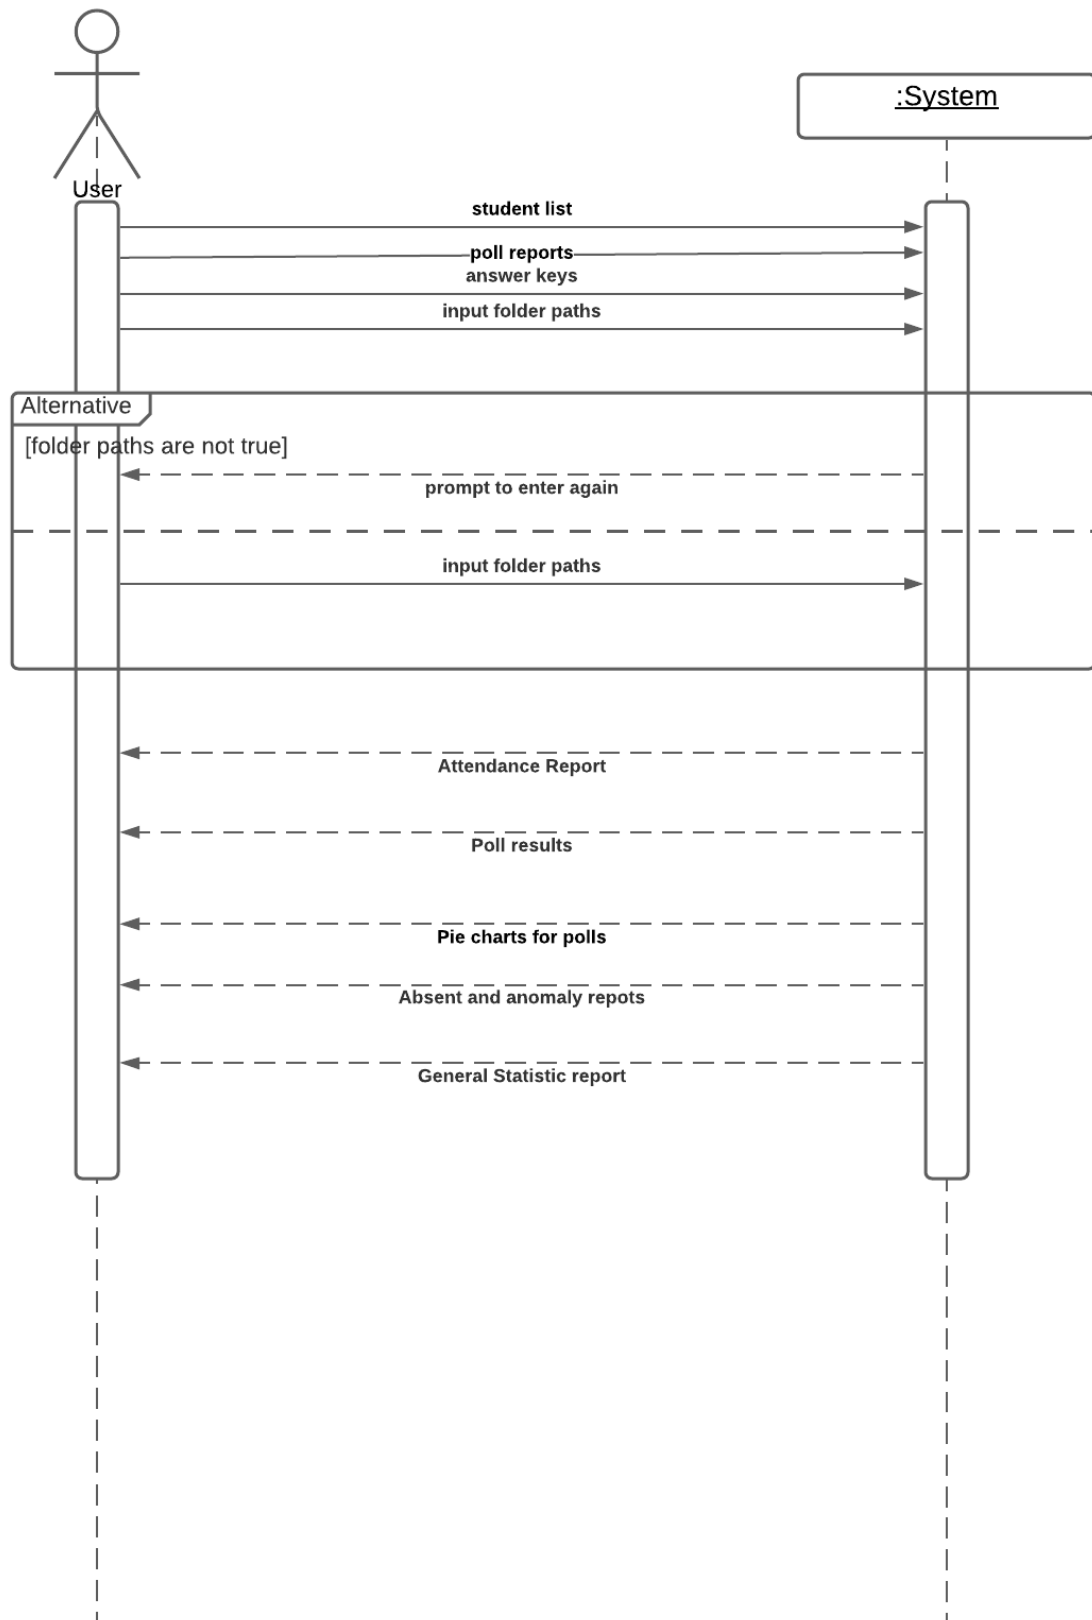 :System
User
student list
poll reports
answer keys
input folder paths
Alternative
[folder paths are not true]
prompt to enter again
input folder paths
Attendance Report
Poll results
Pie charts for polls
Absent and anomaly repots
General Statistic report